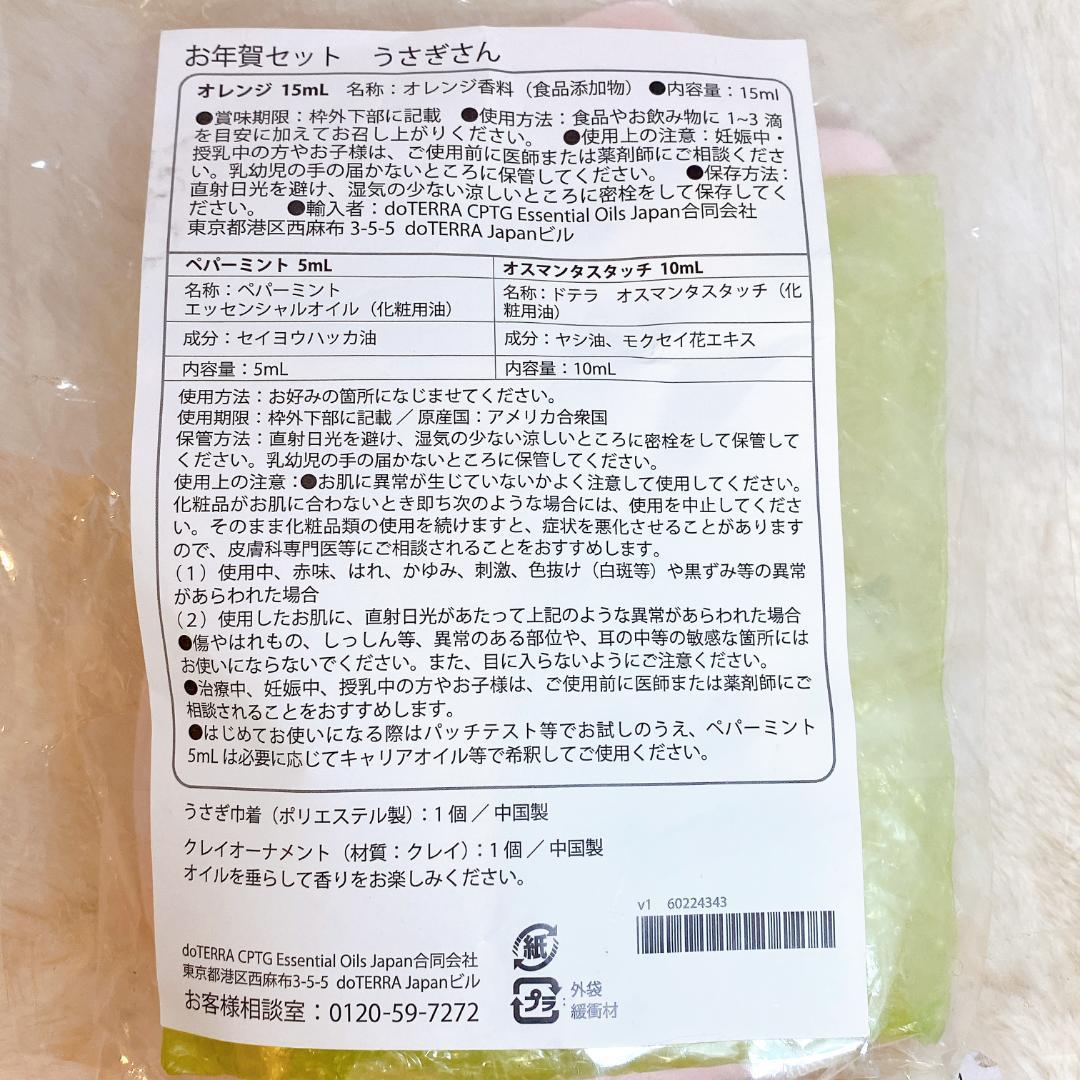 お年賀セット　うさぎさん
オレンジ 15mL　名称：オレンジ香料（食品添加物）　●内容量：15ml
●賞味期限：枠外下部に記載　●使用方法：食品やお飲み物に 1~3 滴
を目安に加えてお召し上がりください。　●使用上の注意：妊娠中・
授乳中の方やお子様は、ご使用前に医師または薬剤師にご相談くださ
い。乳幼児の手の届かないところに保管してください。　●保存方法：
直射日光を避け、湿気の少ない涼しいところに密栓をして保存してく
ださい。　●輸入者：doTERRA CPTG Essential Oils Japan合同会社
東京都港区西麻布 3-5-5 doTERRA Japanビル
ペパーミント 5mL
名称：ペパーミント
エッセンシャルオイル（化粧用油）
成分：セイヨウハッカ油
内容量：5mL
オスマンタスタッチ 10mL
名称：ドテラ　オスマンタスタッチ（化
粧用油）
成分：ヤシ油、モクセイ花エキス
内容量：10mL
使用方法：お好みの箇所になじませてください。
使用期限：枠外下部に記載 ／ 原産国：アメリカ合衆国
保管方法：直射日光を避け、湿気の少ない涼しいところに密栓をして保管して
ください。乳幼児の手の届かないところに保管してください。
使用上の注意：●お肌に異常が生じていないかよく注意して使用してください。
化粧品がお肌に合わないとき即ち次のような場合には、使用を中止してくださ
い。そのまま化粧品類の使用を続けますと、症状を悪化させることがあります
ので、皮膚科専門医等にご相談されることをおすすめします。
（1）使用中、赤味、はれ、かゆみ、刺激、色抜け（白斑等）や黒ずみ等の異常
があらわれた場合
（2）使用したお肌に、直射日光があたって上記のような異常があらわれた場合
●傷やはれもの、しっしん等、異常のある部位や、耳の中等の敏感な箇所には
お使いにならないでください。また、目に入らないようにご注意ください。
●治療中、妊娠中、授乳中の方やお子様は、ご使用前に医師または薬剤師にご
相談されることをおすすめします。
●はじめてお使いになる際はパッチテスト等でお試しのうえ、ペパーミント
5mL は必要に応じてキャリアオイル等で希釈してご使用ください。
うさぎ巾着（ポリエステル製）：1 個 ／ 中国製
クレイオーナメント（材質：クレイ）：1 個 ／ 中国製
オイルを垂らして香りをお楽しみください。
v1　60224343
doTERRA CPTG Essential Oils Japan合同会社
東京都港区西麻布3-5-5 doTERRA Japanビル
お客様相談室：0120-59-7272
紙
プラ：外袋
緩衝材